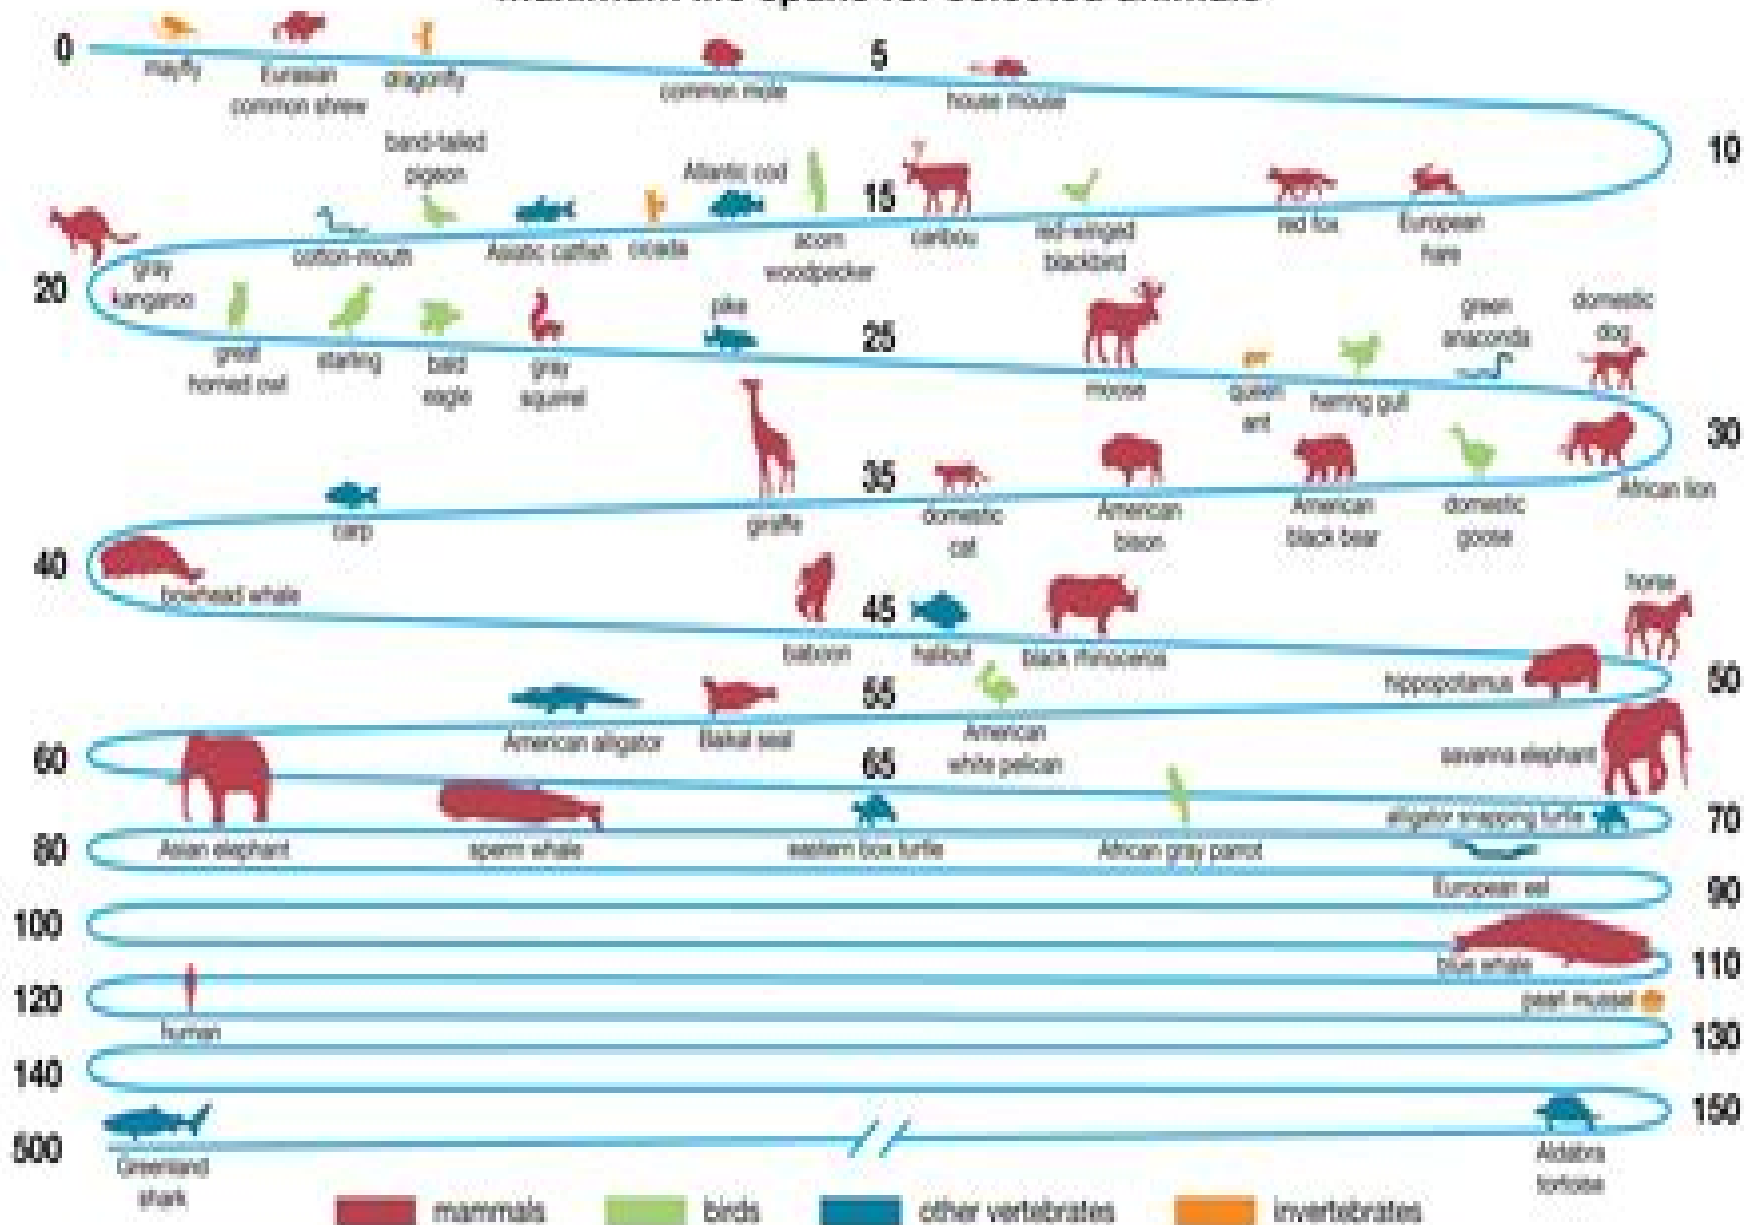 maximum life spans for selected animals
0
mayfly
Eurasian
common shrew
dragonfly
common mole
5
house mouse
10
European
hare
red fox
red-winged
blackbird
caribou
15
acorn
woodpecker
Atlantic cod
cicada
Asiatic catfish
band-tailed
pigeon
cotton-mouth
gray
kangaroo
20
great
horned owl
starling
bald
eagle
gray
squirrel
pike
25
moose
queen
ant
herring gull
green
anaconda
domestic
dog
30
African lion
domestic
goose
American
black bear
American
bison
domestic
cat
35
giraffe
carp
40
bowhead whale
baboon
45
halibut
black rhinoceros
horse
hippopotamus
50
savanna elephant
American
white pelican
55
Baikal seal
American alligator
60
65
70
alligator snapping turtle
African gray parrot
eastern box turtle
sperm whale
Asian elephant
80
European eel
90
100
blue whale
110
pearl mussel
120
human
130
140
150
Aldabra
tortoise
500
Greenland
shark
mammals
birds
other vertebrates
invertebrates